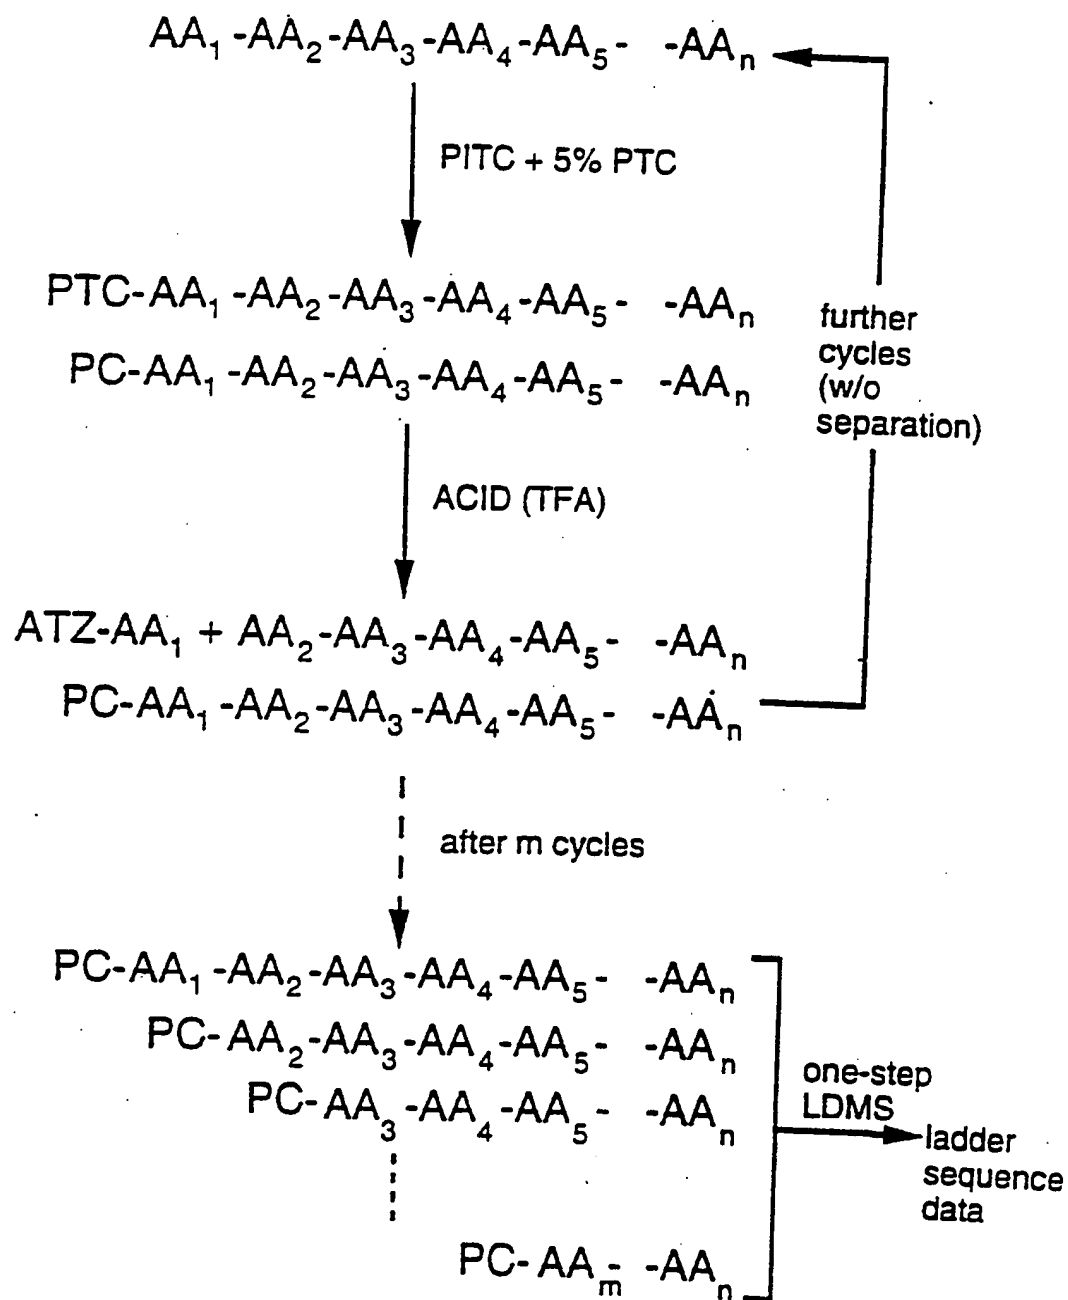 AA₁ -AA₂-AA₃-AA₄-AA₅- -AAₙ
PITC + 5% PTC
PTC-AA₁ -AA₂-AA₃-AA₄-AA₅- -AAₙ
PC-AA₁ -AA₂-AA₃-AA₄-AA₅- -AAₙ
further
cycles
(w/o
separation)
ACID (TFA)
ATZ-AA₁ + AA₂-AA₃-AA₄-AA₅- -AAₙ
PC-AA₁ -AA₂-AA₃-AA₄-AA₅- -AAₙ
after m cycles
PC-AA₁ -AA₂-AA₃-AA₄-AA₅- -AAₙ
PC-AA₂-AA₃-AA₄-AA₅- -AAₙ
PC-AA₃-AA₄-AA₅- -AAₙ
PC-AAₘ- -AAₙ
one-step
LDMS
ladder
sequence
data